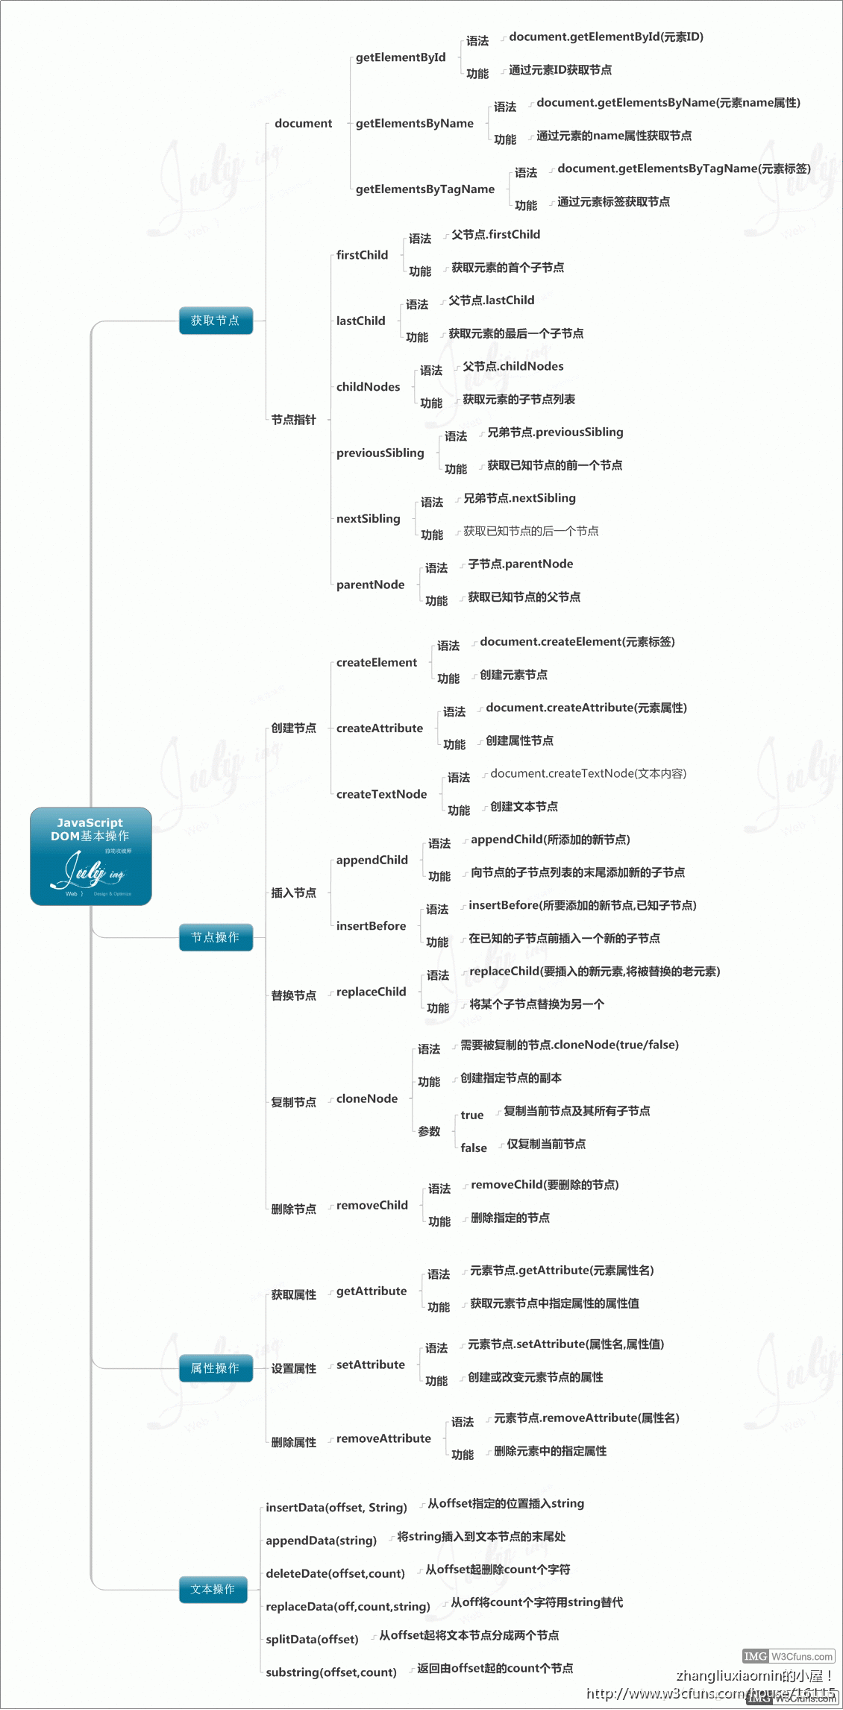 JavaScript
DOM基本操作
Jeely ing
Web 》 Design & Optimize
获取节点
document
getElementById
语法 document.getElementById(元素ID)
功能 通过元素ID获取节点
getElementsByName
语法 document.getElementsByName(元素name属性)
功能 通过元素的name属性获取节点
getElementsByTagName
语法 document.getElementsByTagName(元素标签)
功能 通过元素标签获取节点
节点指针
firstChild
语法 父节点.firstChild
功能 获取元素的首个子节点
lastChild
语法 父节点.lastChild
功能 获取元素的最后一个子节点
childNodes
语法 父节点.childNodes
功能 获取元素的子节点列表
previousSibling
语法 兄弟节点.previousSibling
功能 获取已知节点的前一个节点
nextSibling
语法 兄弟节点.nextSibling
功能 获取已知节点的后一个节点
parentNode
语法 子节点.parentNode
功能 获取已知节点的父节点
节点操作
创建节点
createElement
语法 document.createElement(元素标签)
功能 创建元素节点
createAttribute
语法 document.createAttribute(元素属性)
功能 创建属性节点
createTextNode
语法 document.createTextNode(文本内容)
功能 创建文本节点
插入节点
appendChild
语法 appendChild(所添加的新节点)
功能 向节点的子节点列表的末尾添加新的子节点
insertBefore
语法 insertBefore(所要添加的新节点,已知子节点)
功能 在已知的子节点前插入一个新的子节点
替换节点
replaceChild
语法 replaceChild(要插入的新元素,将被替换的老元素)
功能 将某个子节点替换为另一个
复制节点
cloneNode
语法 需要被复制的节点.cloneNode(true/false)
功能 创建指定节点的副本
参数
true 复制当前节点及其所有子节点
false 仅复制当前节点
删除节点
removeChild
语法 removeChild(要删除的节点)
功能 删除指定的节点
属性操作
获取属性
getAttribute
语法 元素节点.getAttribute(元素属性名)
功能 获取元素节点中指定属性的属性值
设置属性
setAttribute
语法 元素节点.setAttribute(属性名,属性值)
功能 创建或改变元素节点的属性
删除属性
removeAttribute
语法 元素节点.removeAttribute(属性名)
功能 删除元素中的指定属性
文本操作
insertData(offset, String) 从offset指定的位置插入string
appendData(string) 将string插入到文本节点的末尾处
deleteDate(offset,count) 从offset起删除count个字符
replaceData(off,count,string) 从off将count个字符用string替代
splitData(offset) 从offset起将文本节点分成两个节点
substring(offset,count) 返回由offset起的count个节点
IMG W3Cfuns.com
zhangliuxiaomin的小屋！
http://www.w3cfuns.com/house/16115
IMG W3Cfuns.com